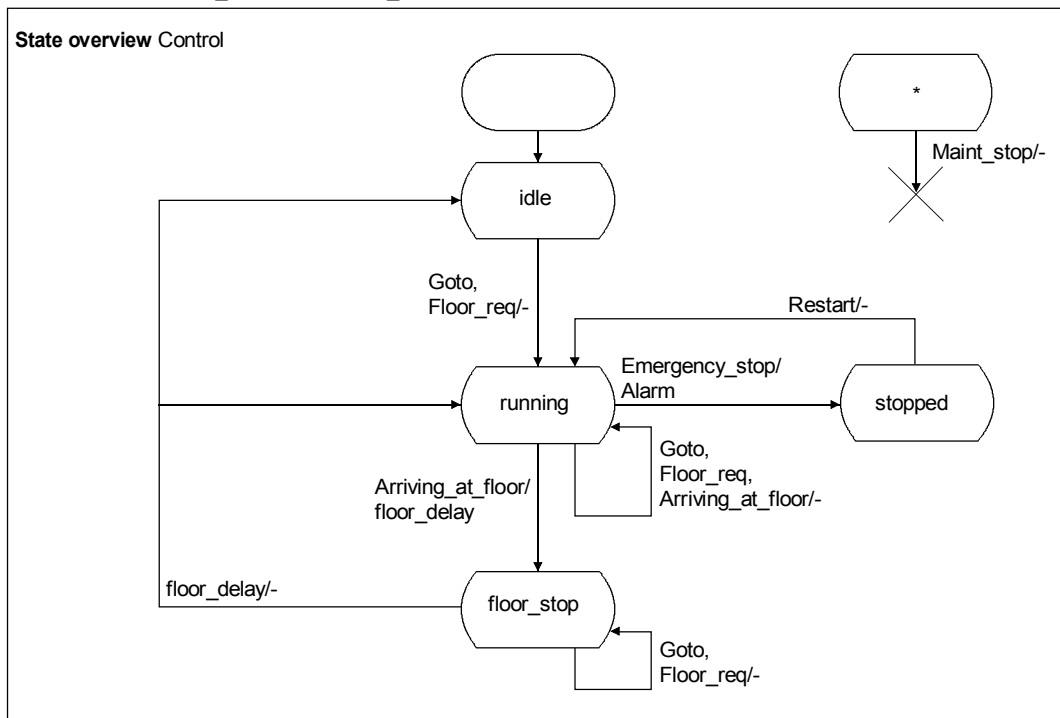 State overview Control
*
Maint_stop/-
idle
Goto,
Floor_req/-
Restart/-
Emergency_stop/
Alarm
running
stopped
Goto,
Floor_req,
Arriving_at_floor/-
Arriving_at_floor/
floor_delay
floor_delay/-
floor_stop
Goto,
Floor_req/-